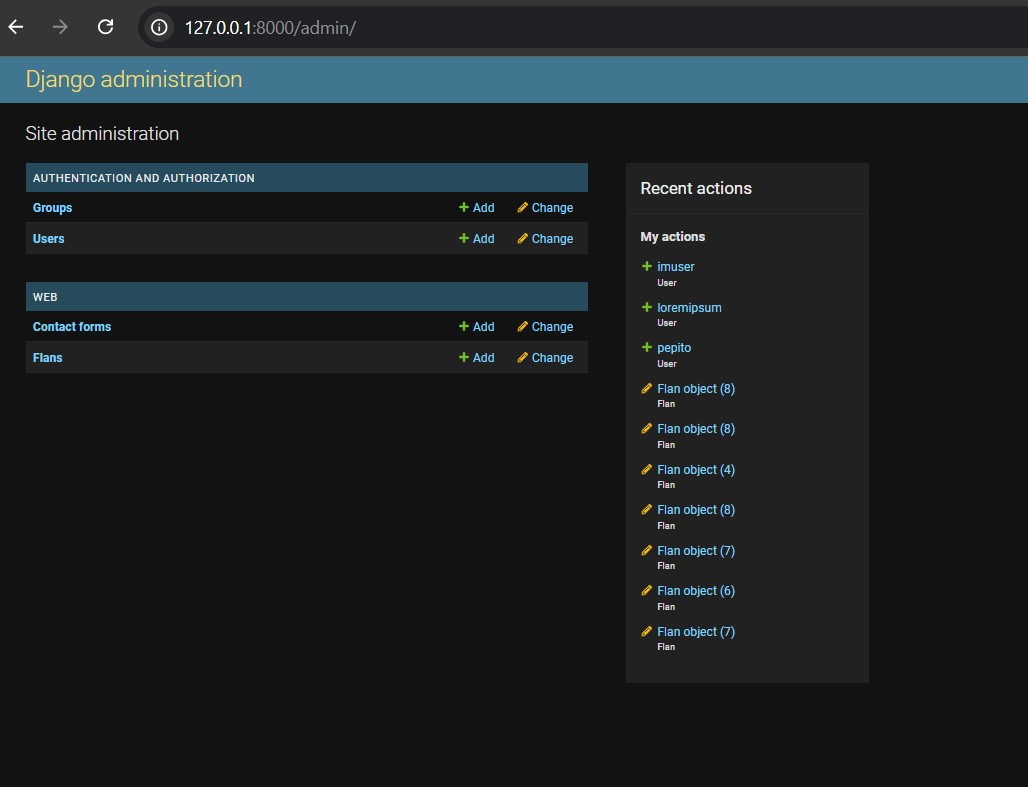 127.0.0.1:8000/admin/
Django administration
Site administration
AUTHENTICATION AND AUTHORIZATION
Groups Add Change
Users Add Change
WEB
Contact forms Add Change
Flans Add Change
Recent actions
My actions
imuser
User
loremipsum
User
pepito
User
Flan object (8)
Flan
Flan object (8)
Flan
Flan object (4)
Flan
Flan object (8)
Flan
Flan object (7)
Flan
Flan object (6)
Flan
Flan object (7)
Flan